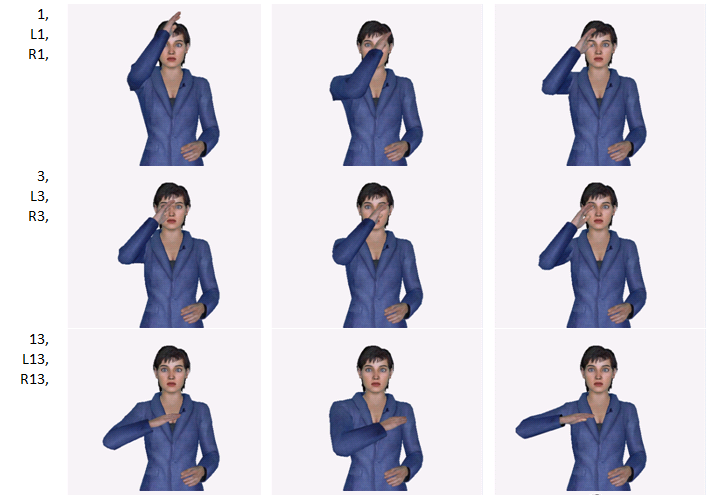 1,
L1,
R1,
3,
L3,
R3,
13,
L13,
R13,